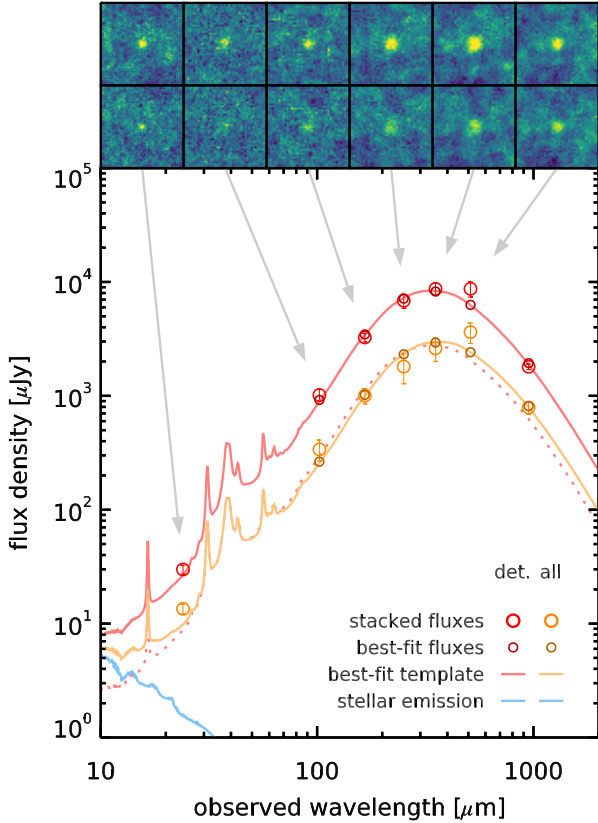 10⁵
10⁴
10³
10²
10¹
10⁰
flux density [μJy]
det. all
stacked fluxes
best-fit fluxes
best-fit template
stellar emission
10 100 1000
observed wavelength [μm]